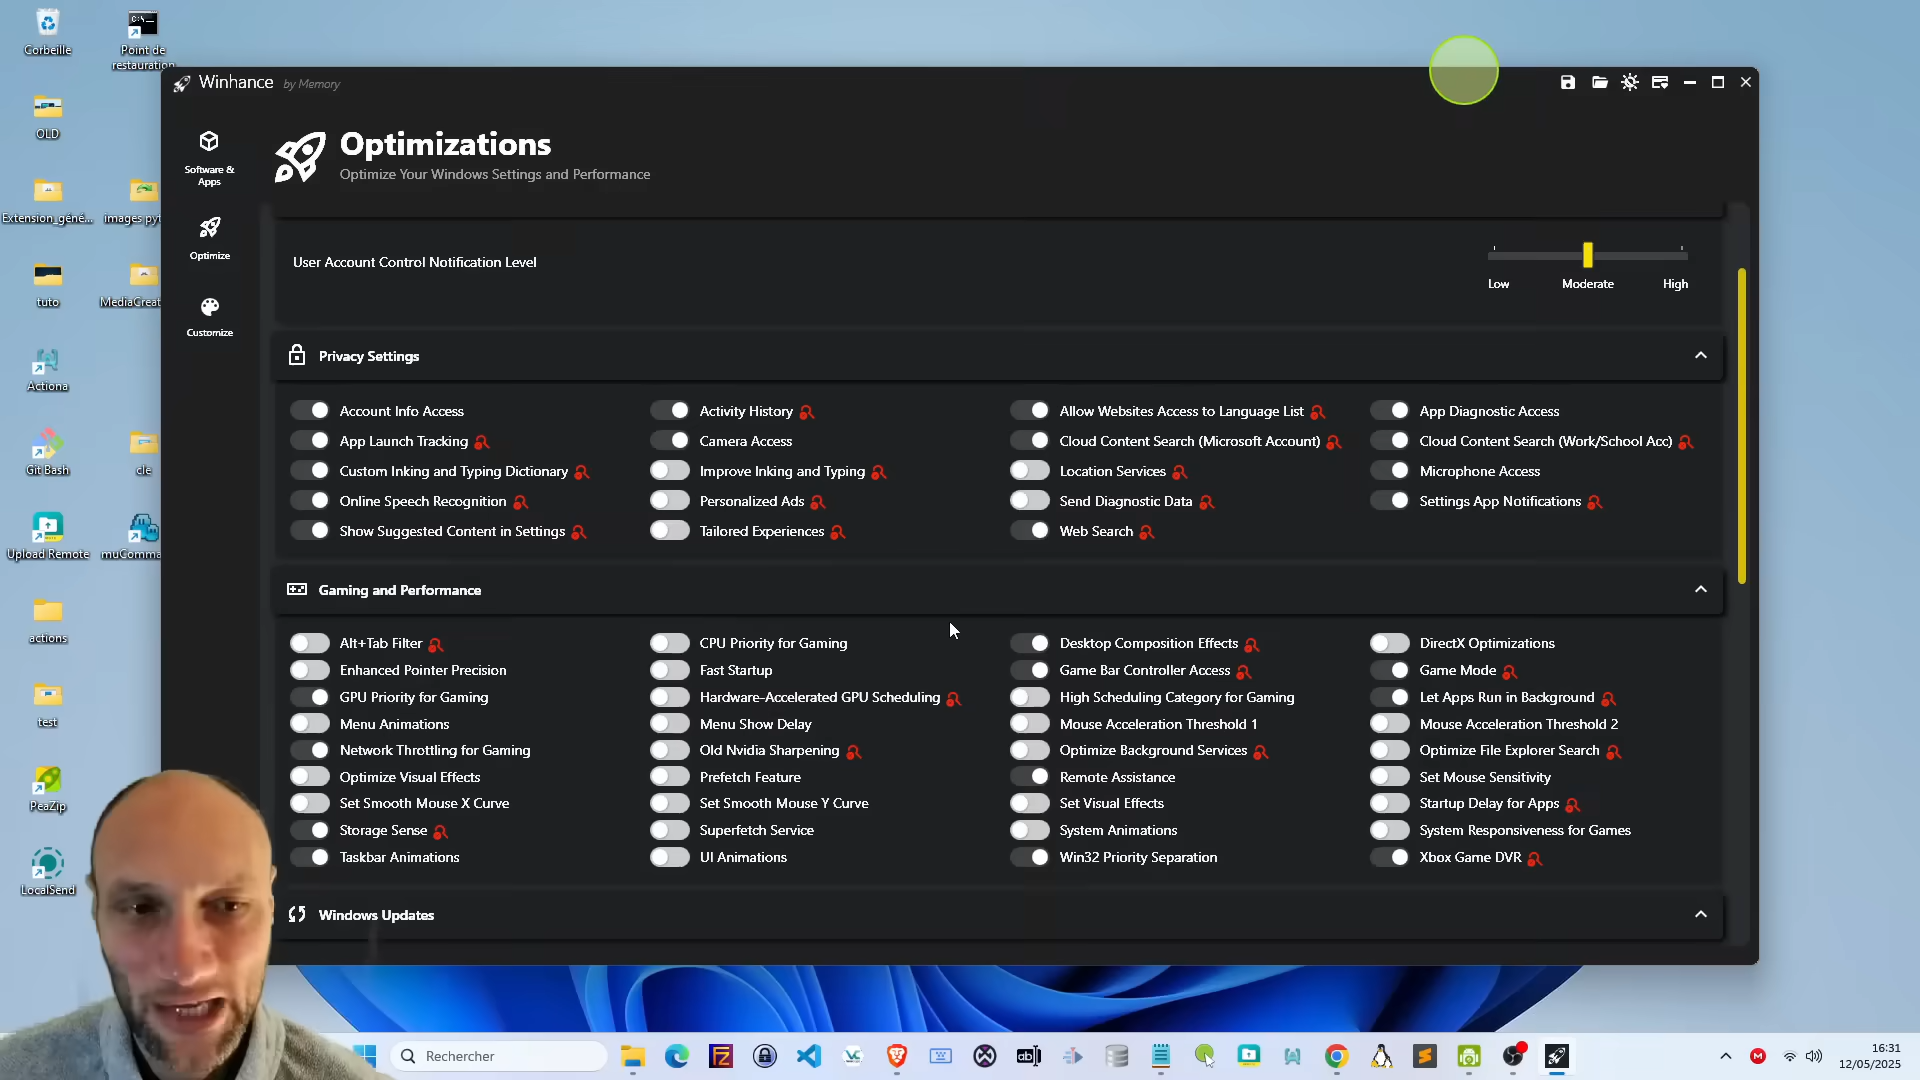 Corbeille
Point de
restauration
OLD
Extension_géné...
images pyt
tuto
MediaCreat
Actiona
Git Bash
cle
Upload Remote
muComma
actions
test
PeaZip
LocalSend
Winhance by Memory
Software &
Apps
Optimize
Customize
Optimizations
Optimize Your Windows Settings and Performance
User Account Control Notification Level
Low Moderate High
Privacy Settings
Account Info Access Activity History Allow Websites Access to Language List App Diagnostic Access
App Launch Tracking Camera Access Cloud Content Search (Microsoft Account) Cloud Content Search (Work/School Acc)
Custom Inking and Typing Dictionary Improve Inking and Typing Location Services Microphone Access
Online Speech Recognition Personalized Ads Send Diagnostic Data Settings App Notifications
Show Suggested Content in Settings Tailored Experiences Web Search
Gaming and Performance
Alt+Tab Filter CPU Priority for Gaming Desktop Composition Effects DirectX Optimizations
Enhanced Pointer Precision Fast Startup Game Bar Controller Access Game Mode
GPU Priority for Gaming Hardware-Accelerated GPU Scheduling High Scheduling Category for Gaming Let Apps Run in Background
Menu Animations Menu Show Delay Mouse Acceleration Threshold 1 Mouse Acceleration Threshold 2
Network Throttling for Gaming Old Nvidia Sharpening Optimize Background Services Optimize File Explorer Search
Optimize Visual Effects Prefetch Feature Remote Assistance Set Mouse Sensitivity
Set Smooth Mouse X Curve Set Smooth Mouse Y Curve Set Visual Effects Startup Delay for Apps
Storage Sense Superfetch Service System Animations System Responsiveness for Games
Taskbar Animations UI Animations Win32 Priority Separation Xbox Game DVR
Windows Updates
Rechercher
16:31
12/05/2025